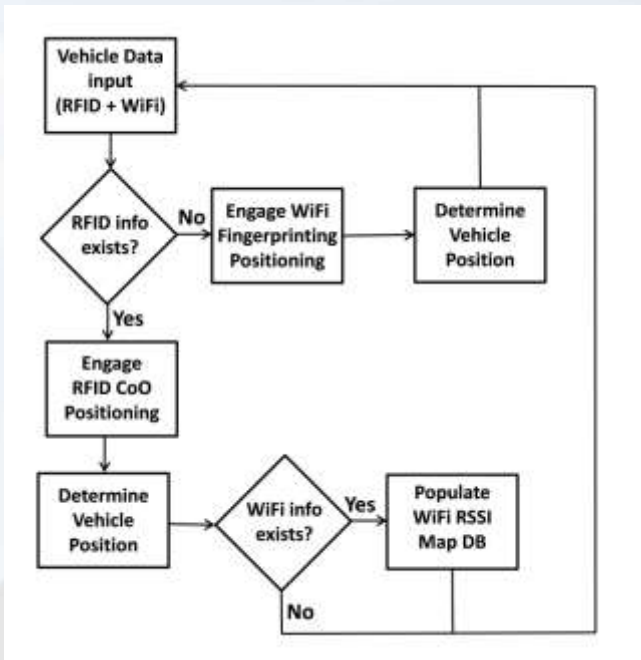 Vehicle Data
input
(RFID + WiFi)
RFID info
exists?
No
Engage WiFi
Fingerprinting
Positioning
Determine
Vehicle
Position
Yes
Engage
RFID CoO
Positioning
Determine
Vehicle
Position
WiFi info
exists?
Yes
Populate
WiFi RSSI
Map DB
No